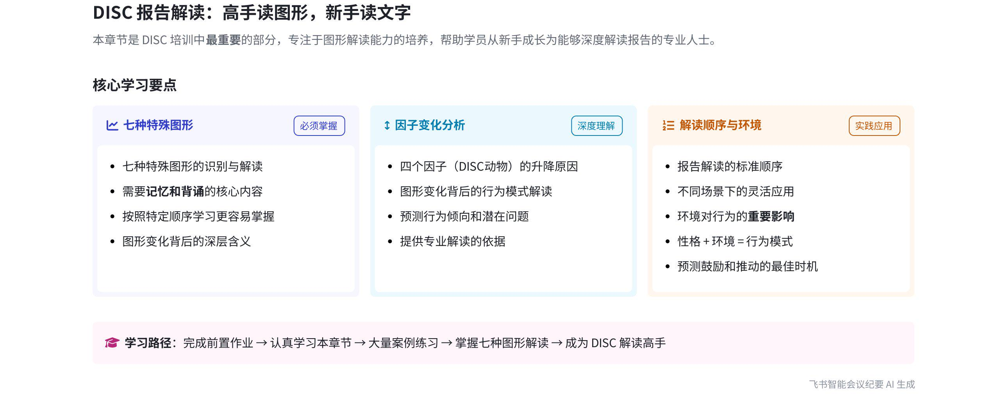 DISC 报告解读：高手读图形，新手读文字
本章节是 DISC 培训中最重要的部分，专注于图形解读能力的培养，帮助学员从新手成长为能够深度解读报告的专业人士。
核心学习要点
七种特殊图形
必须掌握
七种特殊图形的识别与解读
需要记忆和背诵的核心内容
按照特定顺序学习更容易掌握
图形变化背后的深层含义
因子变化分析
深度理解
四个因子（DISC动物）的升降原因
图形变化背后的行为模式解读
预测行为倾向和潜在问题
提供专业解读的依据
解读顺序与环境
实践应用
报告解读的标准顺序
不同场景下的灵活应用
环境对行为的重要影响
性格 + 环境 = 行为模式
预测鼓励和推动的最佳时机
学习路径：完成前置作业 → 认真学习本章节 → 大量案例练习 → 掌握七种图形解读 → 成为 DISC 解读高手
飞书智能会议纪要 AI 生成